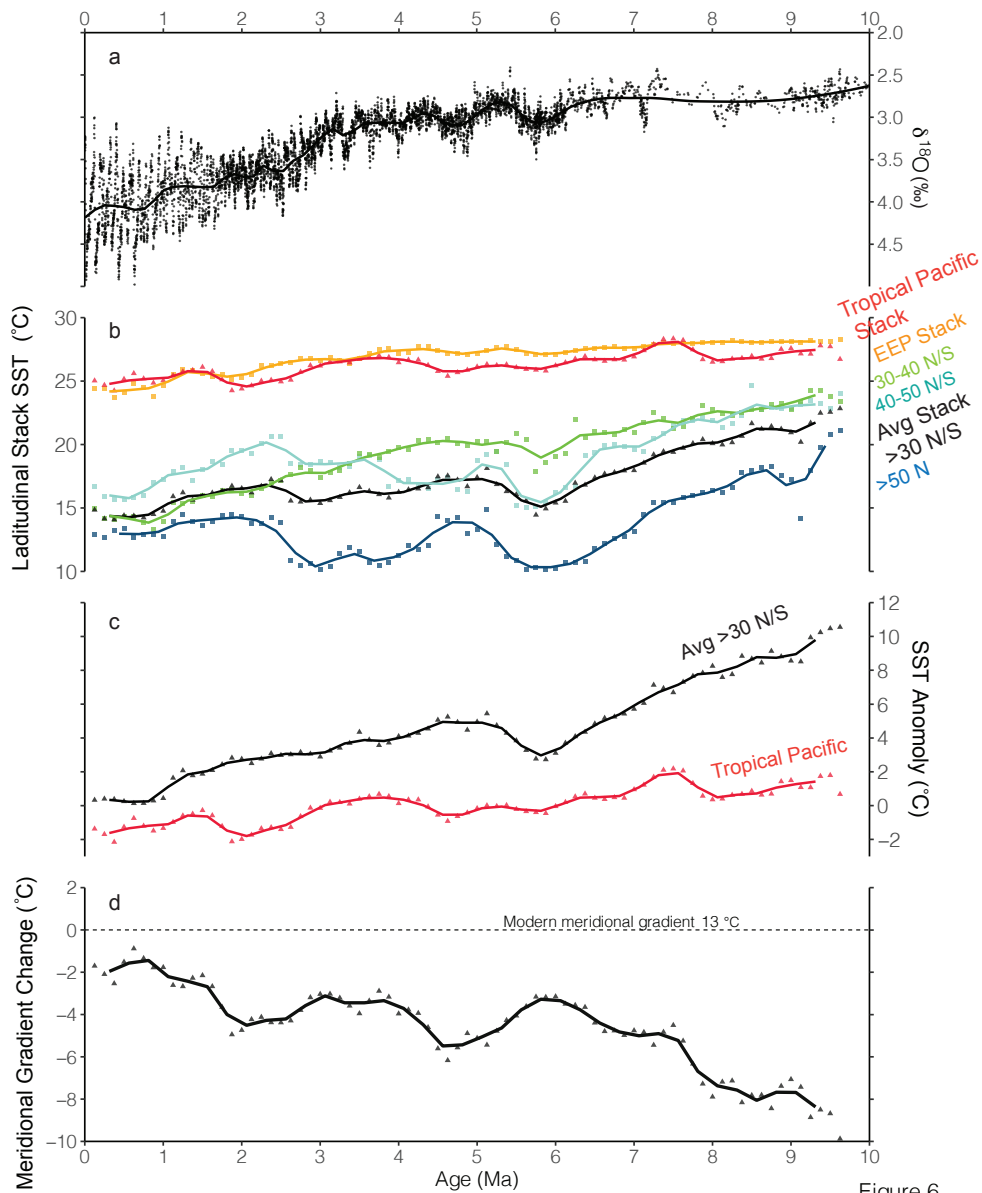 0 1 2 3 4 5 6 7 8 9 10
a
2.0
2.5
3.0
3.5
4.0
4.5
δ18O (‰)
Laditudinal Stack SST (°C)
b
30
25
20
15
10
Tropical Pacific
Stack
EEP Stack
30-40 N/S
40-50 N/S
Avg Stack
>30 N/S
>50 N
c
Avg >30 N/S
Tropical Pacific
12
10
8
6
4
2
0
−2
SST Anomoly (°C)
Meridional Gradient Change (°C)
d
2
0
−2
−4
−6
−8
−10
Modern meridional gradient 13 °C
0 1 2 3 4 5 6 7 8 9 10
Age (Ma)
Figure 6